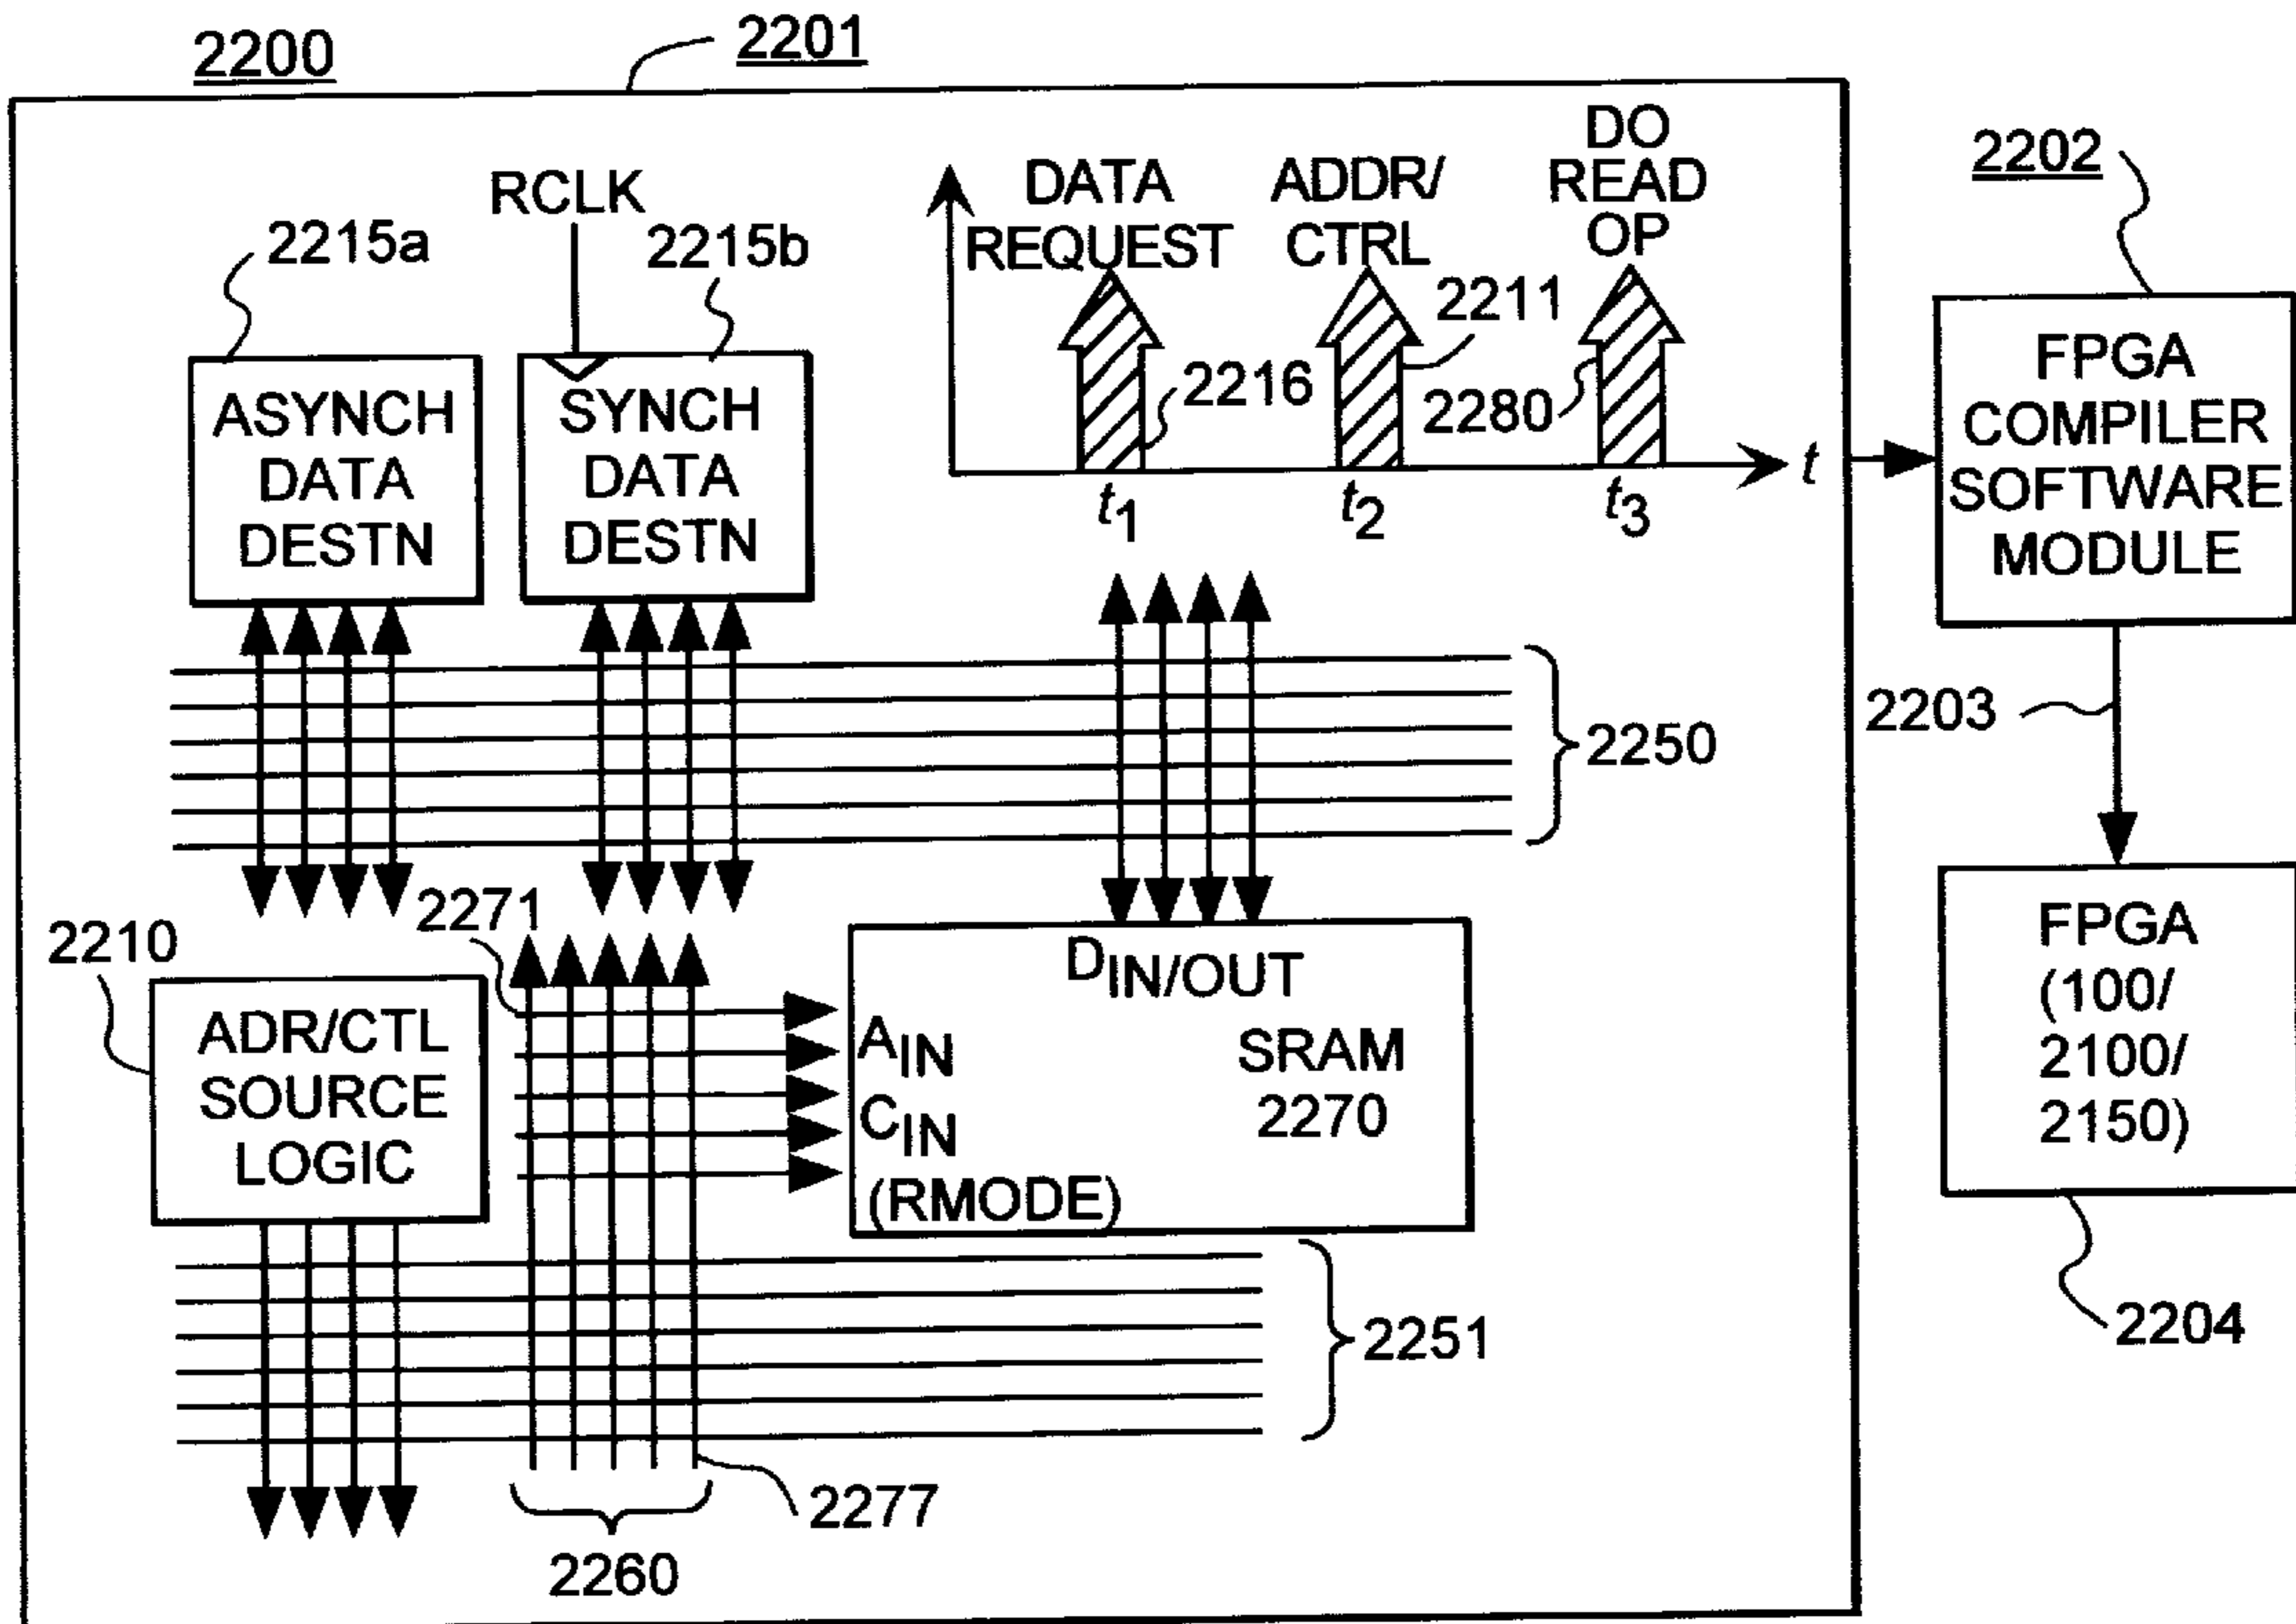 2200
2201
RCLK
2215a
2215b
ASYNCH
DATA
DESTN
SYNCH
DATA
DESTN
DATA
REQUEST
ADDR/
CTRL
DO
READ
OP
2216
2211
2280
t1
t2
t3
t
2202
FPGA
COMPILER
SOFTWARE
MODULE
2203
2250
2210
2271
ADR/CTL
SOURCE
LOGIC
DIN/OUT
AIN
CIN
(RMODE)
SRAM
2270
FPGA
(100/
2100/
2150)
2204
2251
2277
2260